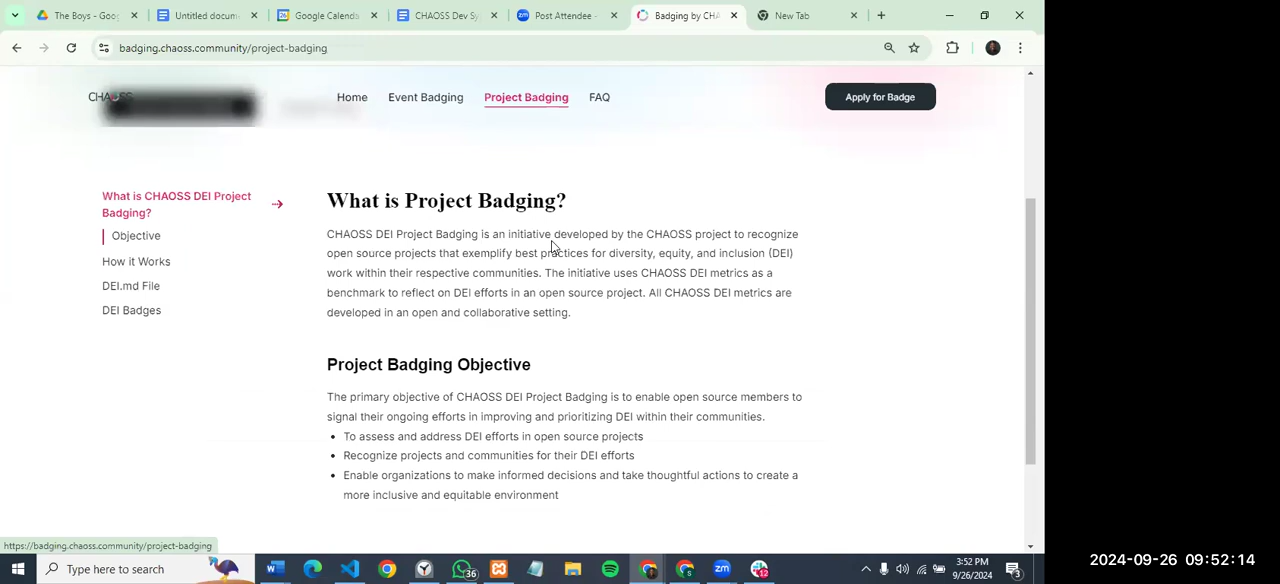 The Boys - Goo
Untitled docum
Google Calenda
CHAOSS Dev Sy
Post Attendee -
Badging by CHA
New Tab
badging.chaoss.community/project-badging
CHAOSS
Home
Event Badging
Project Badging
FAQ
Apply for Badge
What is CHAOSS DEI Project
Badging?
Objective
How it Works
DEI.md File
DEI Badges
What is Project Badging?
CHAOSS DEI Project Badging is an initiative developed by the CHAOSS project to recognize
open source projects that exemplify best practices for diversity, equity, and inclusion (DEI)
work within their respective communities. The initiative uses CHAOSS DEI metrics as a
benchmark to reflect on DEI efforts in an open source project. All CHAOSS DEI metrics are
developed in an open and collaborative setting.
Project Badging Objective
The primary objective of CHAOSS DEI Project Badging is to enable open source members to
signal their ongoing efforts in improving and prioritizing DEI within their communities.
• To assess and address DEI efforts in open source projects
• Recognize projects and communities for their DEI efforts
• Enable organizations to make informed decisions and take thoughtful actions to create a
more inclusive and equitable environment
https://badging.chaoss.community/project-badging
Type here to search
36
12
3:52 PM
9/26/2024
3
2024-09-26 09:52:14